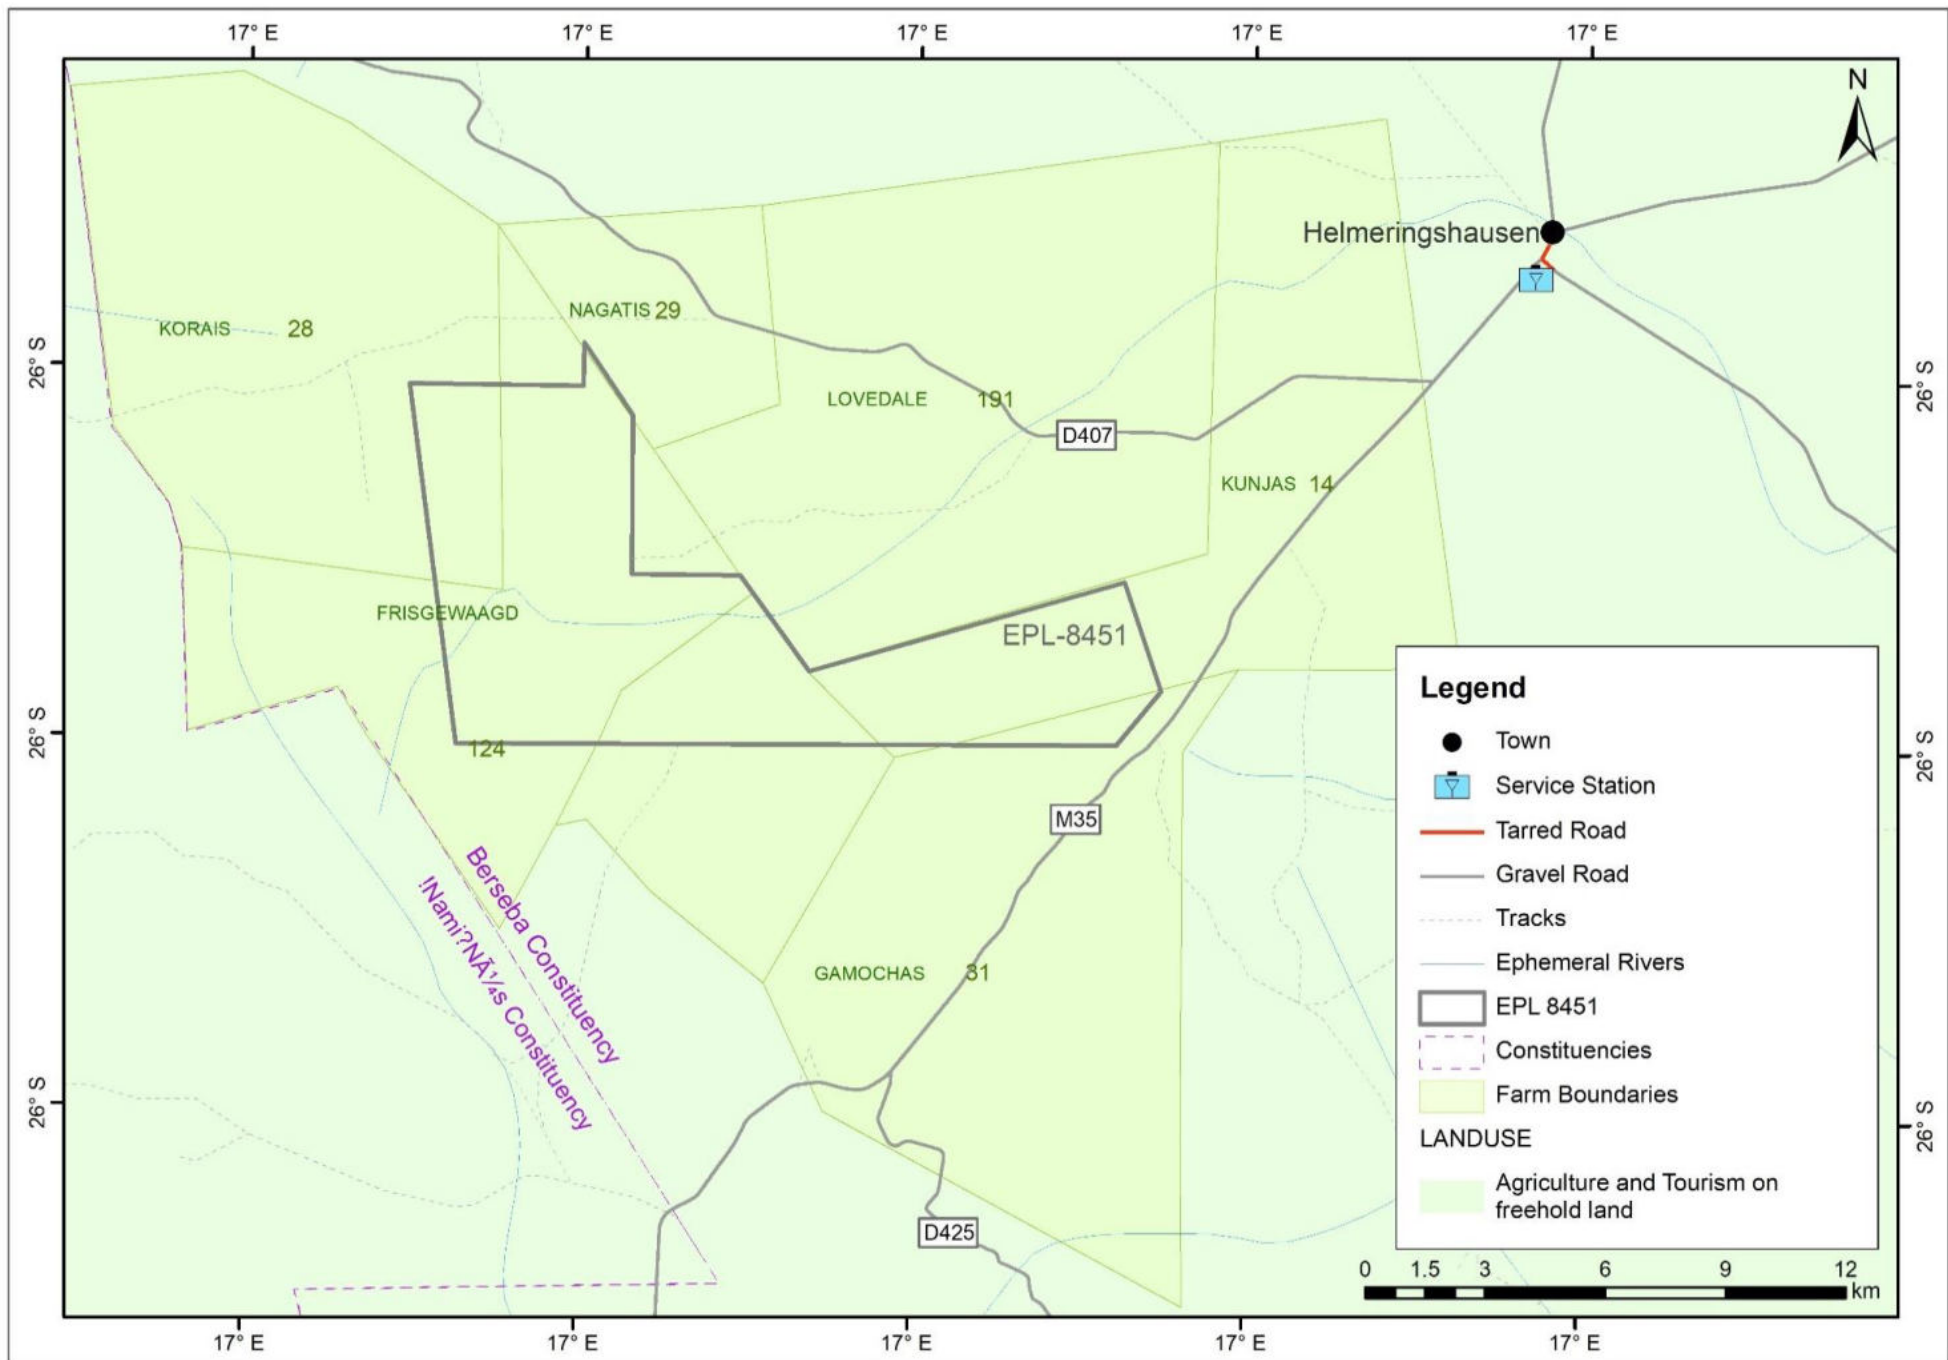 17° E
17° E
17° E
17° E
17° E
N
Helmeringshausen
NAGATIS 29
KORAIS 28
26° S
26° S
LOVEDALE 191
D407
KUNJAS 14
FRISGEWAAGD
EPL-8451
124
26° S
26° S
M35
Berseba Constituency
!Nami?NÃ¼s Constituency
GAMOCHAS 31
26° S
26° S
D425
Legend
Town
Service Station
Tarred Road
Gravel Road
Tracks
Ephemeral Rivers
EPL 8451
Constituencies
Farm Boundaries
LANDUSE
Agriculture and Tourism on
freehold land
0 1.5 3 6 9 12
km
17° E
17° E
17° E
17° E
17° E